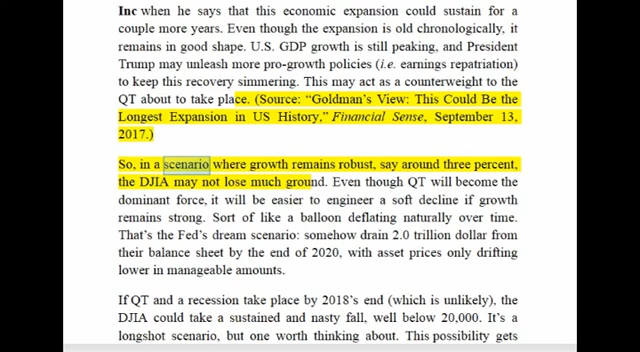 Inc when he says that this economic expansion could sustain for a
couple more years. Even though the expansion is old chronologically, it
remains in good shape. U.S. GDP growth is still peaking, and President
Trump may unleash more pro-growth policies (i.e. earnings repatriation)
to keep this recovery simmering. This may act as a counterweight to the
QT about to take place. (Source: “Goldman’s View: This Could Be the
Longest Expansion in US History,” Financial Sense, September 13,
2017.)
So, in a scenario where growth remains robust, say around three percent,
the DJIA may not lose much ground. Even though QT will become the
dominant force, it will be easier to engineer a soft decline if growth
remains strong. Sort of like a balloon deflating naturally over time.
That’s the Fed’s dream scenario: somehow drain 2.0 trillion dollar from
their balance sheet by the end of 2020, with asset prices only drifting
lower in manageable amounts.
If QT and a recession take place by 2018’s end (which is unlikely), the
DJIA could take a sustained and nasty fall, well below 20,000. It’s a
longshot scenario, but one worth thinking about. This possibility gets